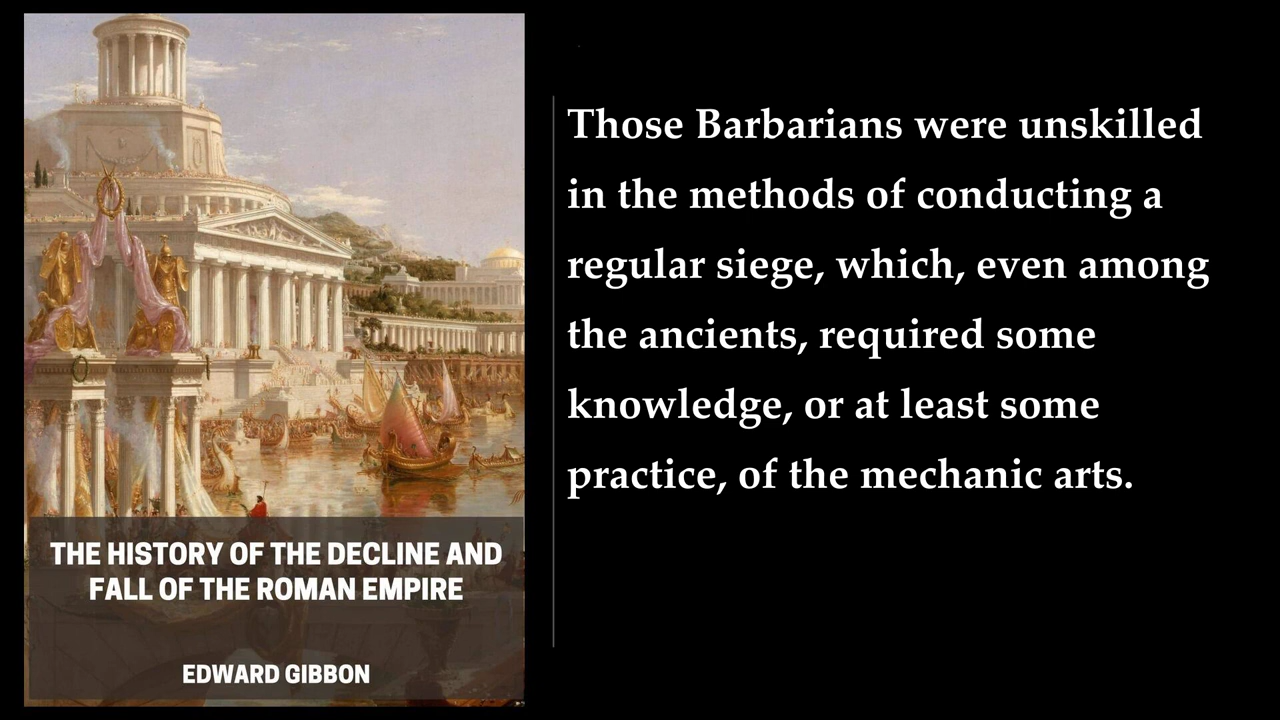 THE HISTORY OF THE DECLINE AND
FALL OF THE ROMAN EMPIRE
EDWARD GIBBON
Those Barbarians were unskilled
in the methods of conducting a
regular siege, which, even among
the ancients, required some
knowledge, or at least some
practice, of the mechanic arts.